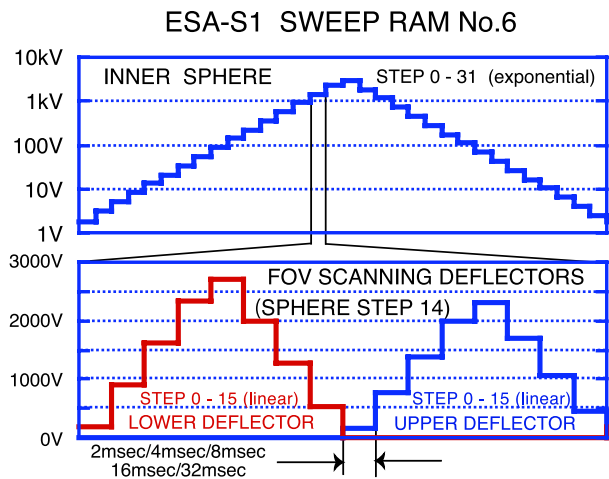 ESA-S1 SWEEP RAM No.6
10kV
INNER SPHERE
STEP 0 - 31 (exponential)
1kV
100V
10V
1V
3000V
FOV SCANNING DEFLECTORS
(SPHERE STEP 14)
2000V
1000V
STEP 0 - 15 (linear)
STEP 0 - 15 (linear)
LOWER DEFLECTOR
UPPER DEFLECTOR
0V
2msec/4msec/8msec
16msec/32msec